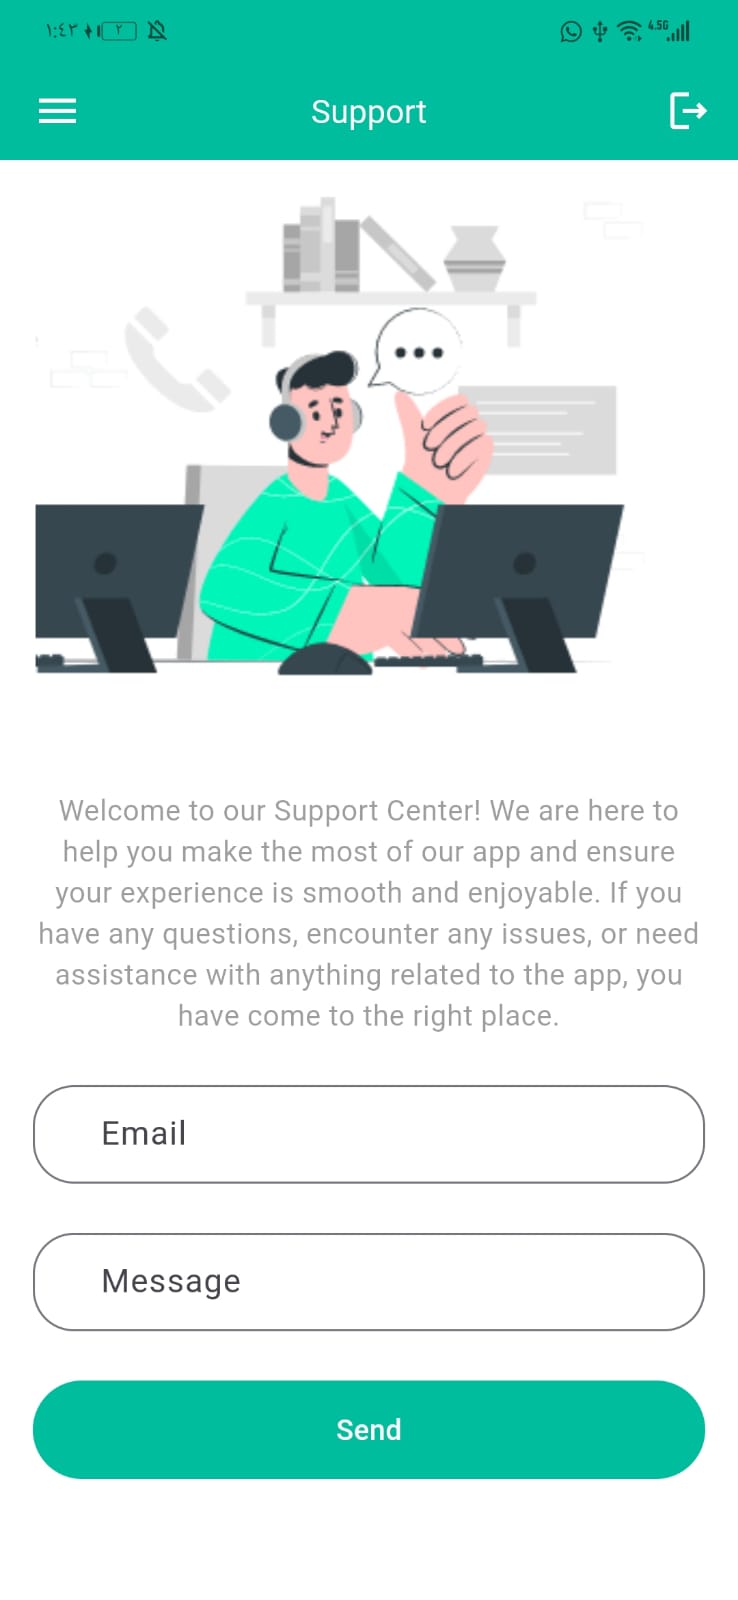 ١:٤٣ ٢ 4.5G
Support
Welcome to our Support Center! We are here to
help you make the most of our app and ensure
your experience is smooth and enjoyable. If you
have any questions, encounter any issues, or need
assistance with anything related to the app, you
have come to the right place.
Email
Message
Send